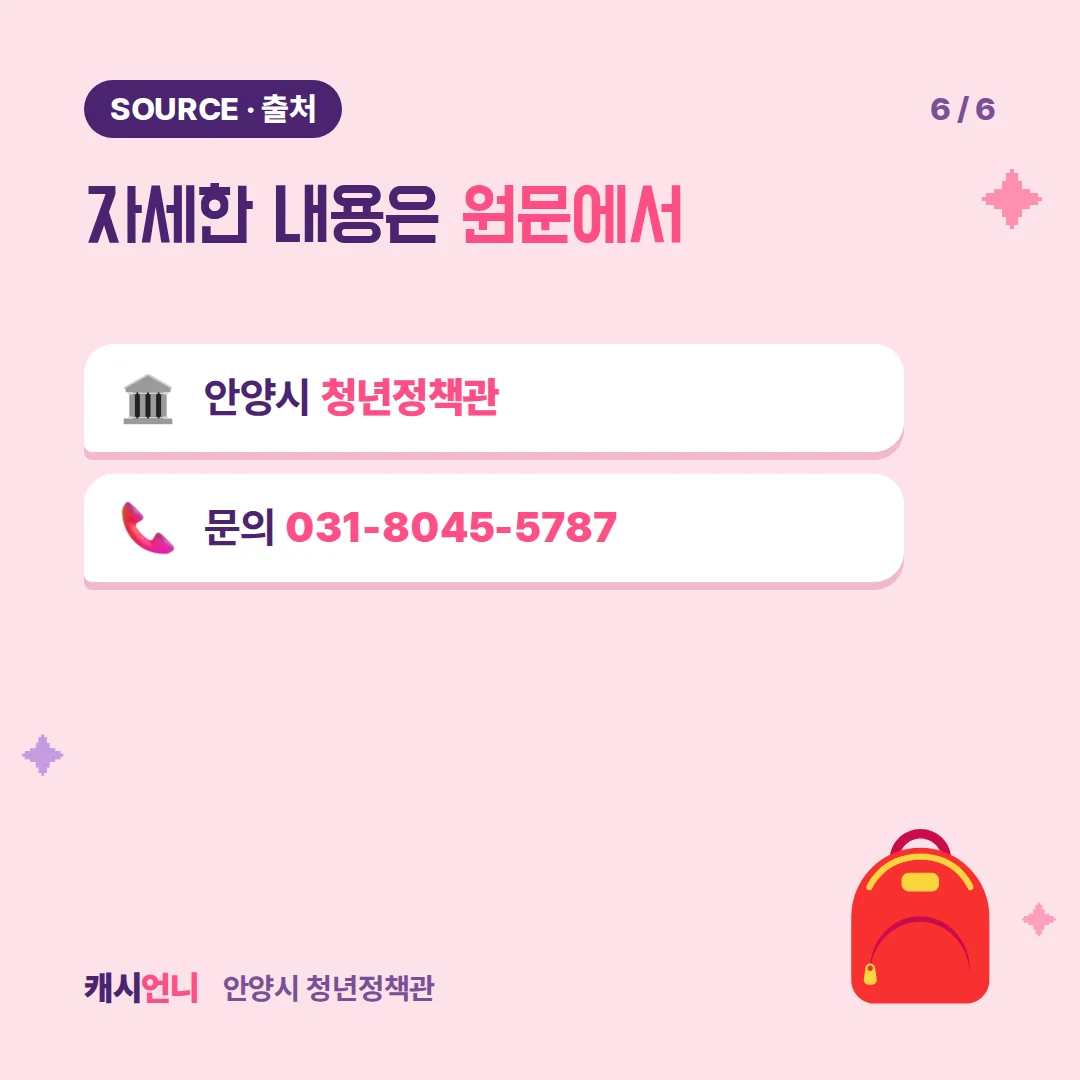 SOURCE · 출처
6 / 6
자세한 내용은 원문에서
안양시 청년정책관
문의 031-8045-5787
캐시언니 안양시 청년정책관